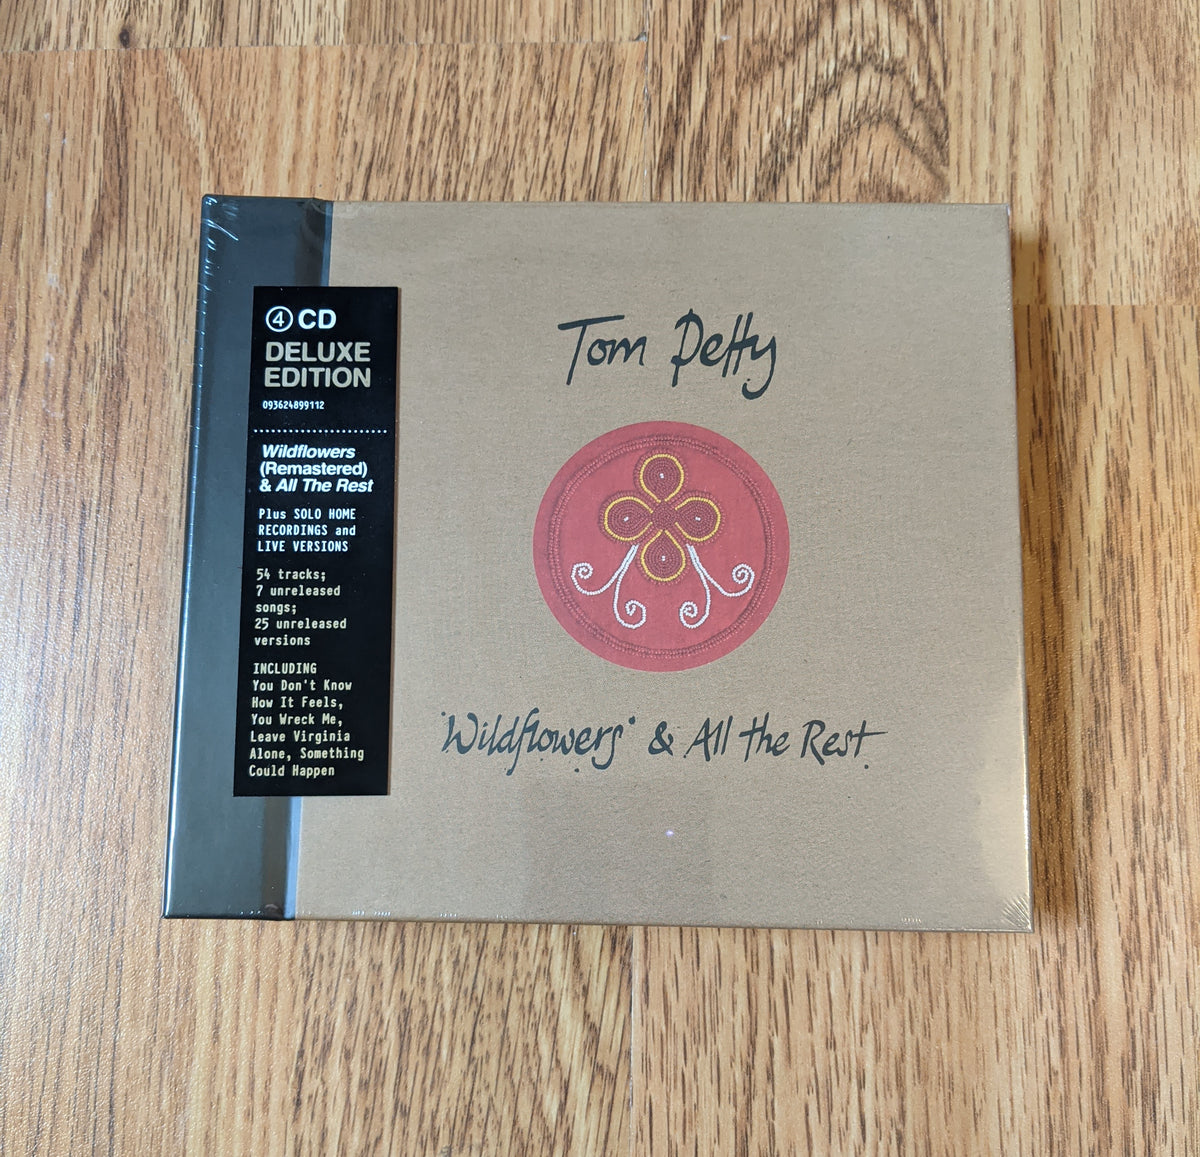 ④ CD
DELUXE
EDITION
093624899112
Wildflowers
(Remastered)
& All The Rest
Plus SOLO HOME
RECORDINGS and
LIVE VERSIONS
54 tracks;
7 unreleased
songs;
25 unreleased
versions
INCLUDING
You Don't Know
How It Feels,
You Wreck Me,
Leave Virginia
Alone, Something
Could Happen
Tom Petty
Wildflowers & All the Rest